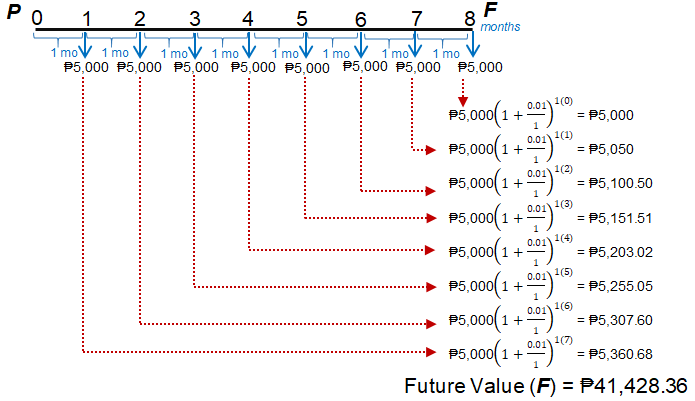 P 0 1 2 3 4 5 6 7 8 F
months
1 mo 1 mo 1 mo 1 mo 1 mo 1 mo 1 mo 1 mo
₱5,000 ₱5,000 ₱5,000 ₱5,000 ₱5,000 ₱5,000 ₱5,000 ₱5,000
₱5,000(1 + 0.01/1)^1(0) = ₱5,000
₱5,000(1 + 0.01/1)^1(1) = ₱5,050
₱5,000(1 + 0.01/1)^1(2) = ₱5,100.50
₱5,000(1 + 0.01/1)^1(3) = ₱5,151.51
₱5,000(1 + 0.01/1)^1(4) = ₱5,203.02
₱5,000(1 + 0.01/1)^1(5) = ₱5,255.05
₱5,000(1 + 0.01/1)^1(6) = ₱5,307.60
₱5,000(1 + 0.01/1)^1(7) = ₱5,360.68
Future Value (F) = ₱41,428.36